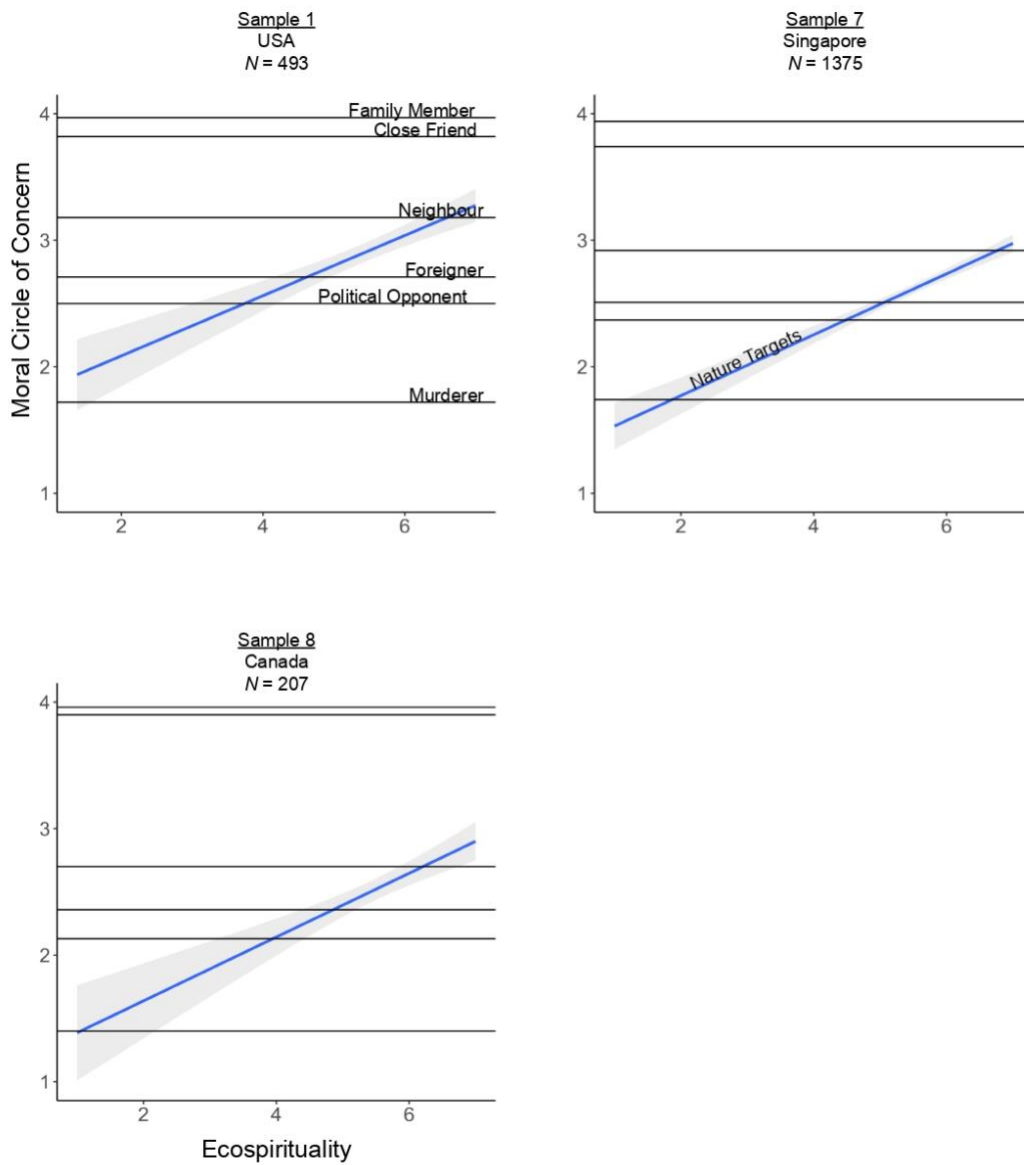 Sample 1
USA
N = 493
4
3
2
1
Moral Circle of Concern
Family Member
Close Friend
Neighbour
Foreigner
Political Opponent
Murderer
2 4 6
Sample 7
Singapore
N = 1375
4
3
2
1
Nature Targets
2 4 6
Sample 8
Canada
N = 207
4
3
2
1
2 4 6
Ecospirituality